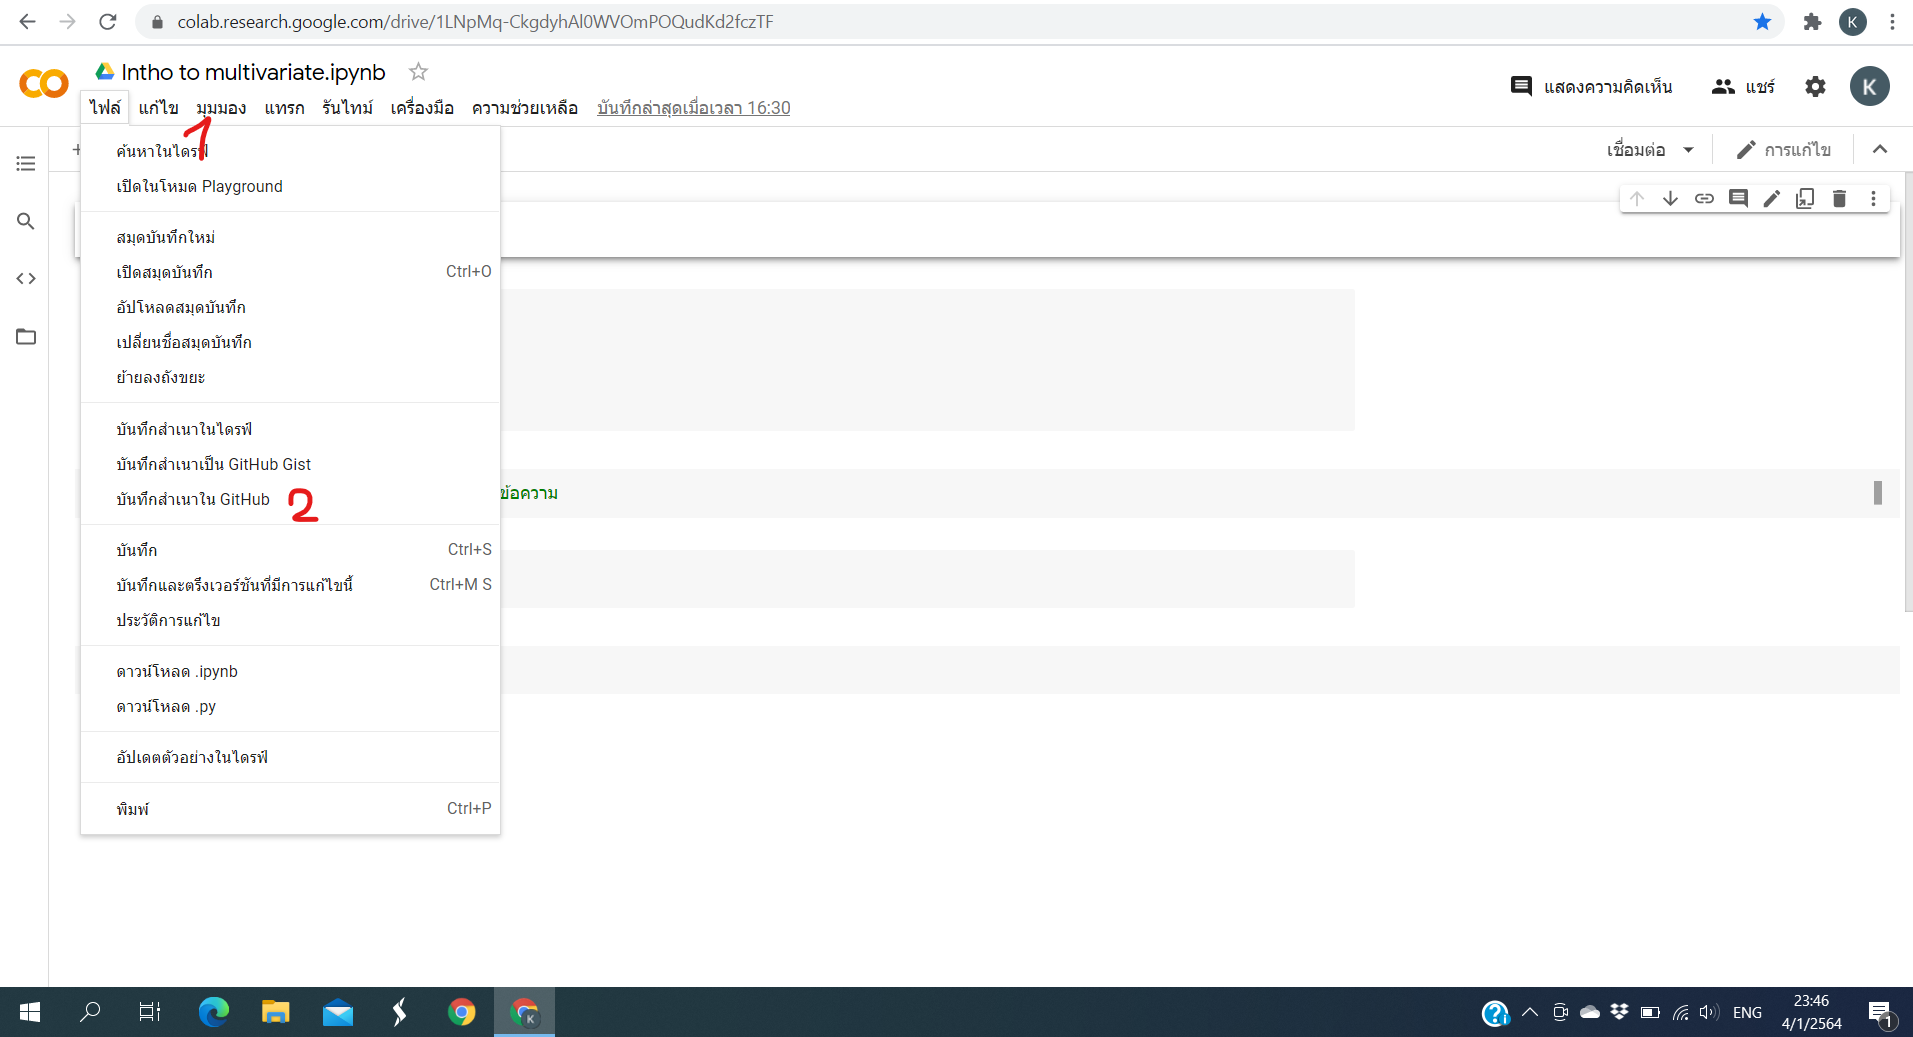 colab.research.google.com/drive/1LNpMq-CkgdyhAl0WVOmPOQudKd2fczTF
K
Intho to multivariate.ipynb
แสดงความคิดเห็น
แชร์
K
ไฟล์ แก้ไข มุมมอง แทรก รันไทม์ เครื่องมือ ความช่วยเหลือ บันทึกล่าสุดเมื่อเวลา 16:30
1
เชื่อมต่อ
การแก้ไข
ค้นหาในไดรฟ์
เปิดในโหมด Playground
สมุดบันทึกใหม่
เปิดสมุดบันทึก Ctrl+O
อัปโหลดสมุดบันทึก
เปลี่ยนชื่อสมุดบันทึก
ย้ายลงถังขยะ
บันทึกสำเนาในไดรฟ์
บันทึกสำเนาเป็น GitHub Gist
บันทึกสำเนาใน GitHub 2
ข้อความ
บันทึก Ctrl+S
บันทึกและตรึงเวอร์ชันที่มีการแก้ไขนี้ Ctrl+M S
ประวัติการแก้ไข
ดาวน์โหลด .ipynb
ดาวน์โหลด .py
อัปเดตตัวอย่างในไดรฟ์
พิมพ์ Ctrl+P
K
ENG
23:46
4/1/2564
1